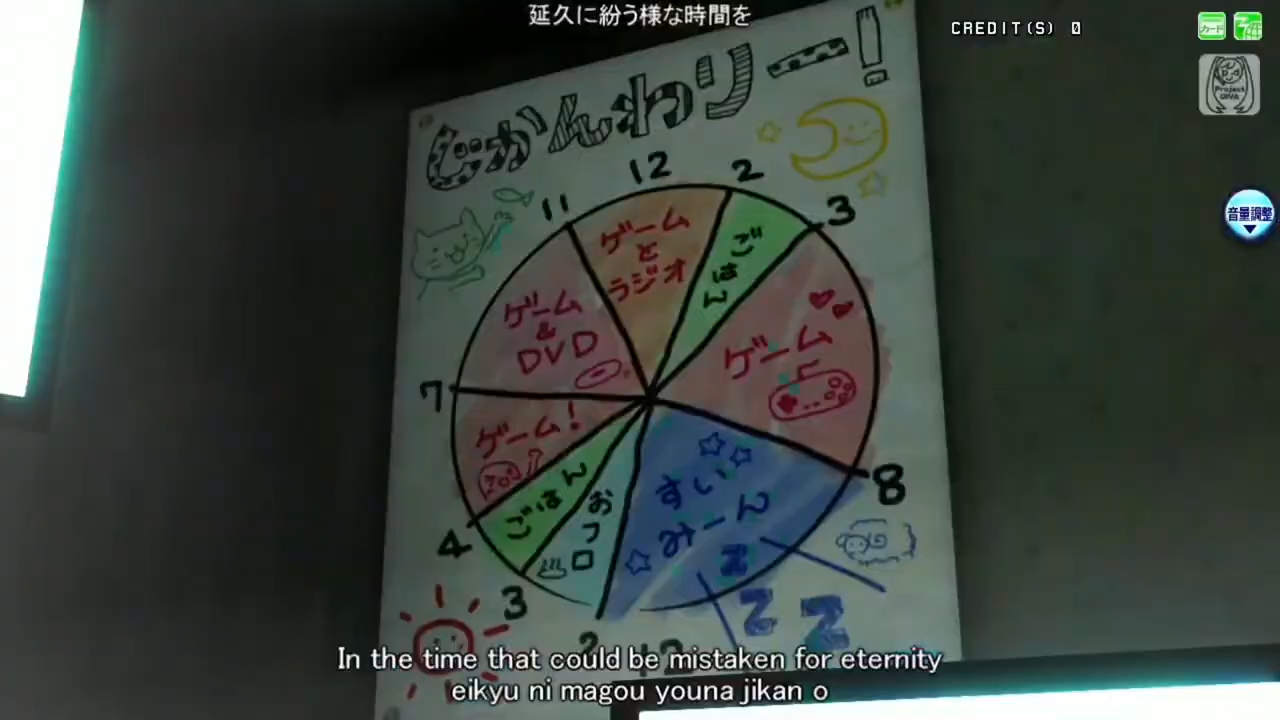 延久に紛う様な時間を
CREDIT(S) 0
カード
Project
DIVA
音量調整
じかんわりー!
12
2
11
3
ゲーム
と
ラジオ
ごはん
ゲーム
&
DVD
ゲーム
7
ゲーム!
8
すい
みーん
ごはん
おフロ
4
z
3
z z
2
12
In the time that could be mistaken for eternity
eikyu ni magou youna jikan o